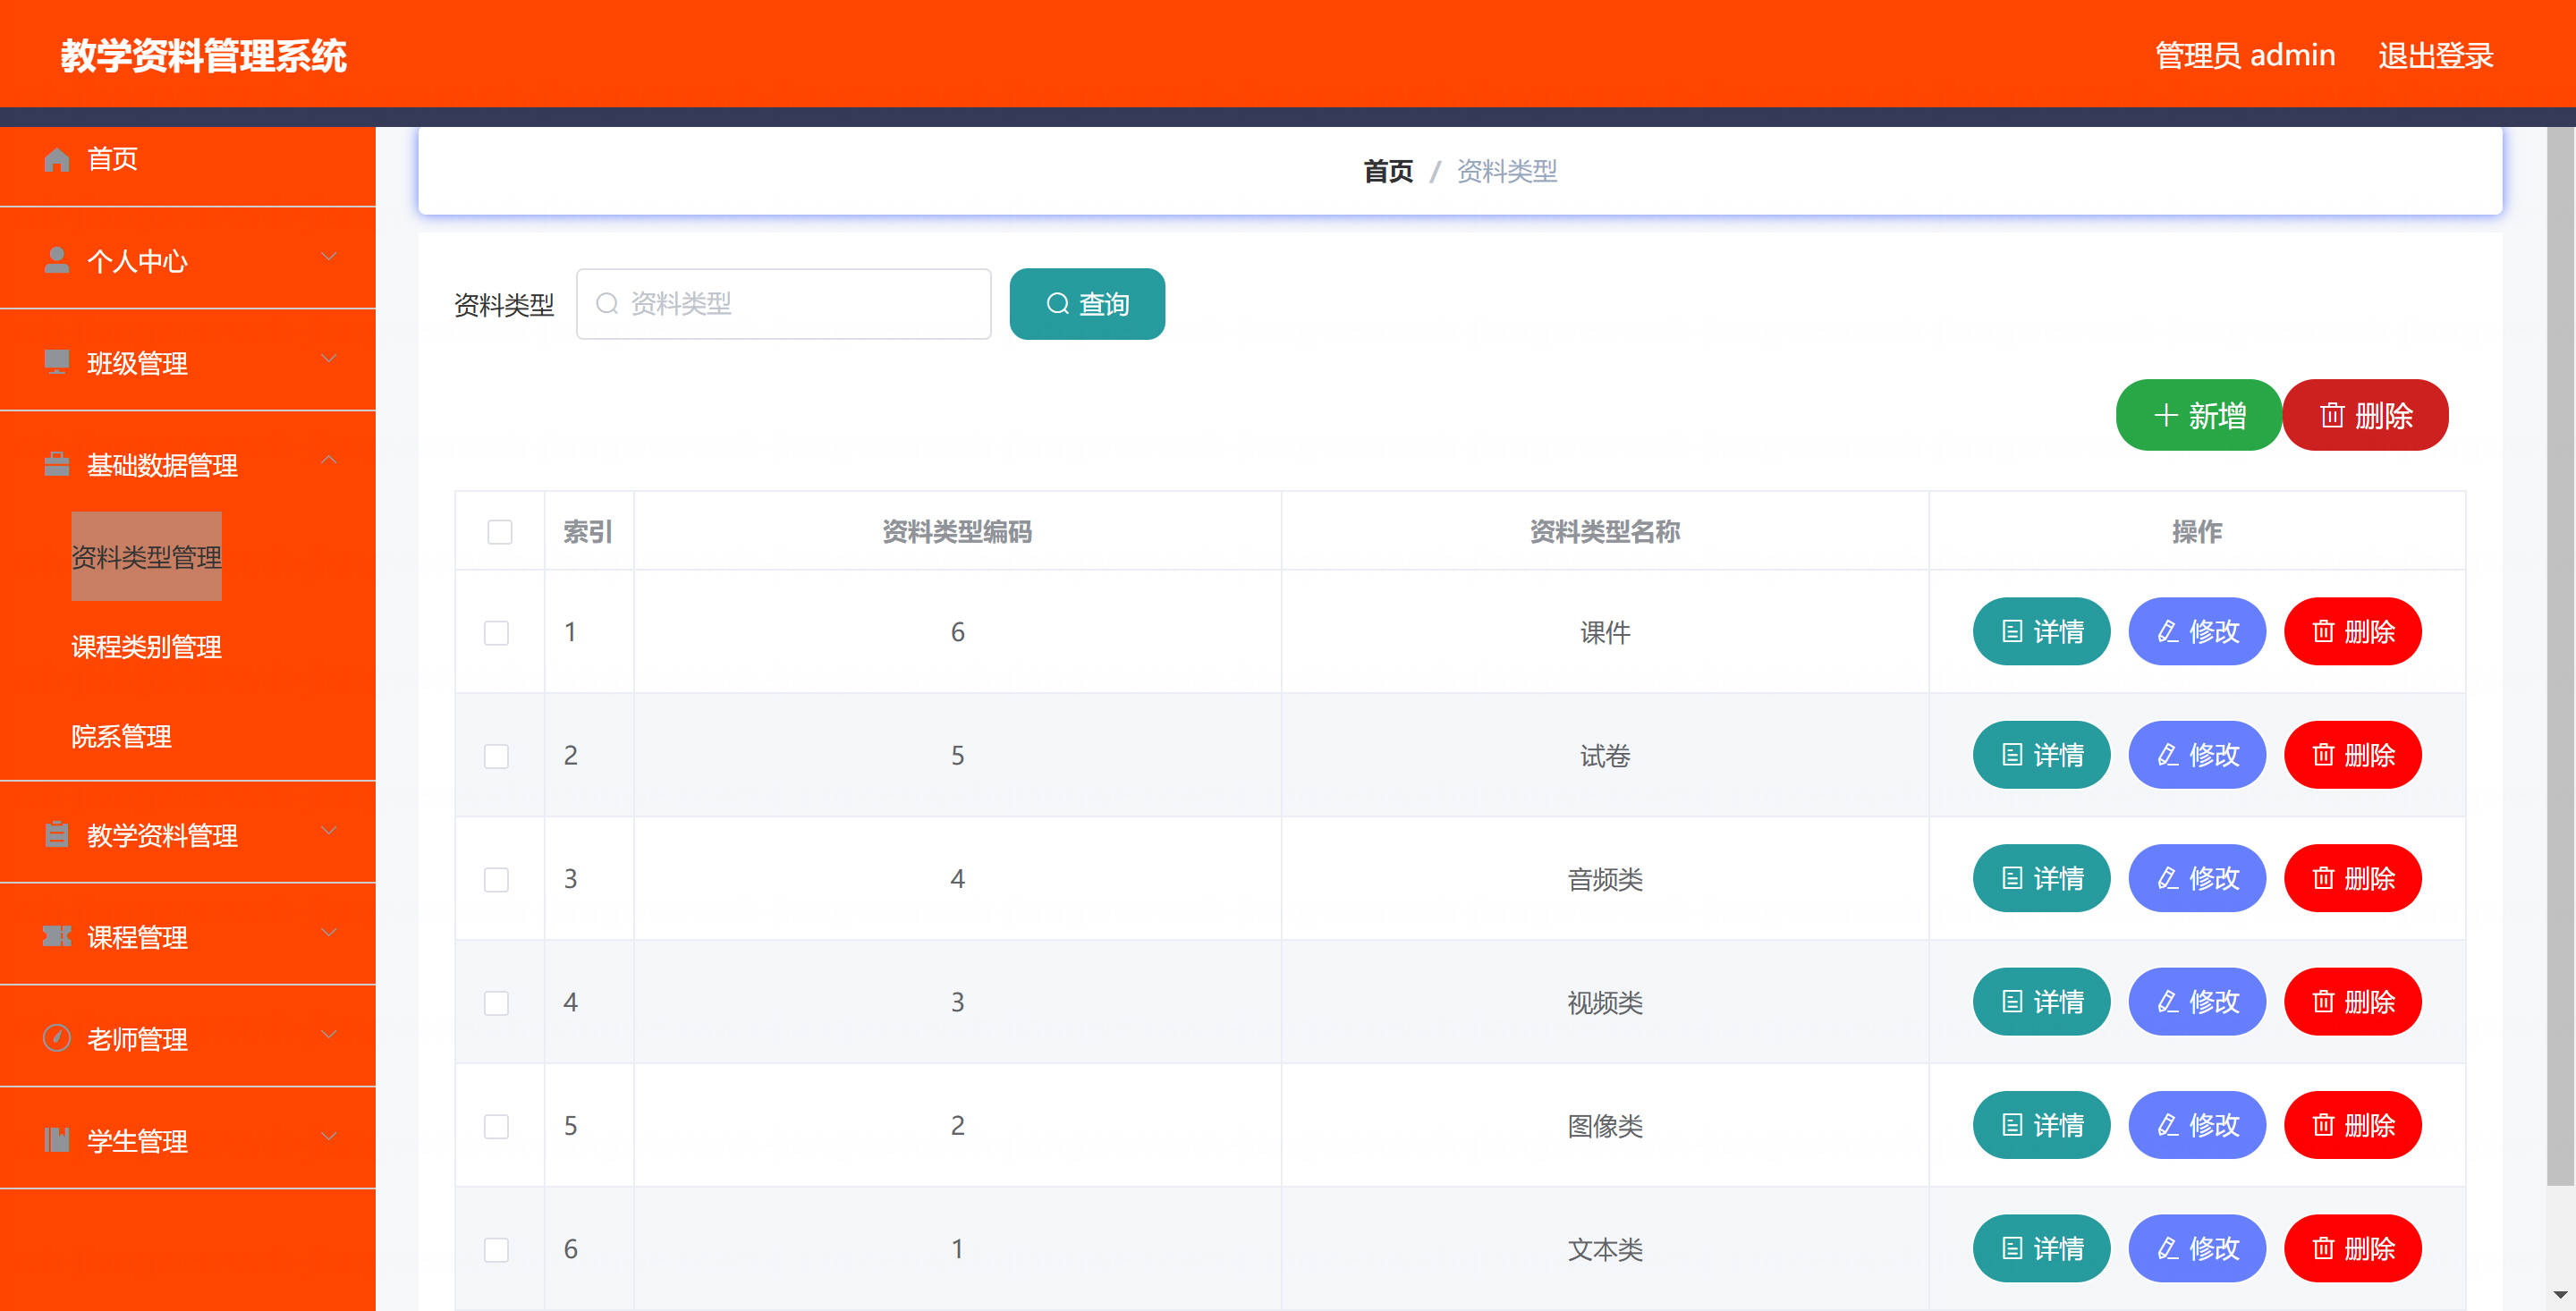 教学资料管理系统
管理员 admin 退出登录
首页
个人中心
班级管理
基础数据管理
资料类型管理
课程类别管理
院系管理
教学资料管理
课程管理
老师管理
学生管理
首页 / 资料类型
资料类型 资料类型 查询
新增 删除
索引 资料类型编码 资料类型名称 操作
1 6 课件 详情 修改 删除
2 5 试卷 详情 修改 删除
3 4 音频类 详情 修改 删除
4 3 视频类 详情 修改 删除
5 2 图像类 详情 修改 删除
6 1 文本类 详情 修改 删除